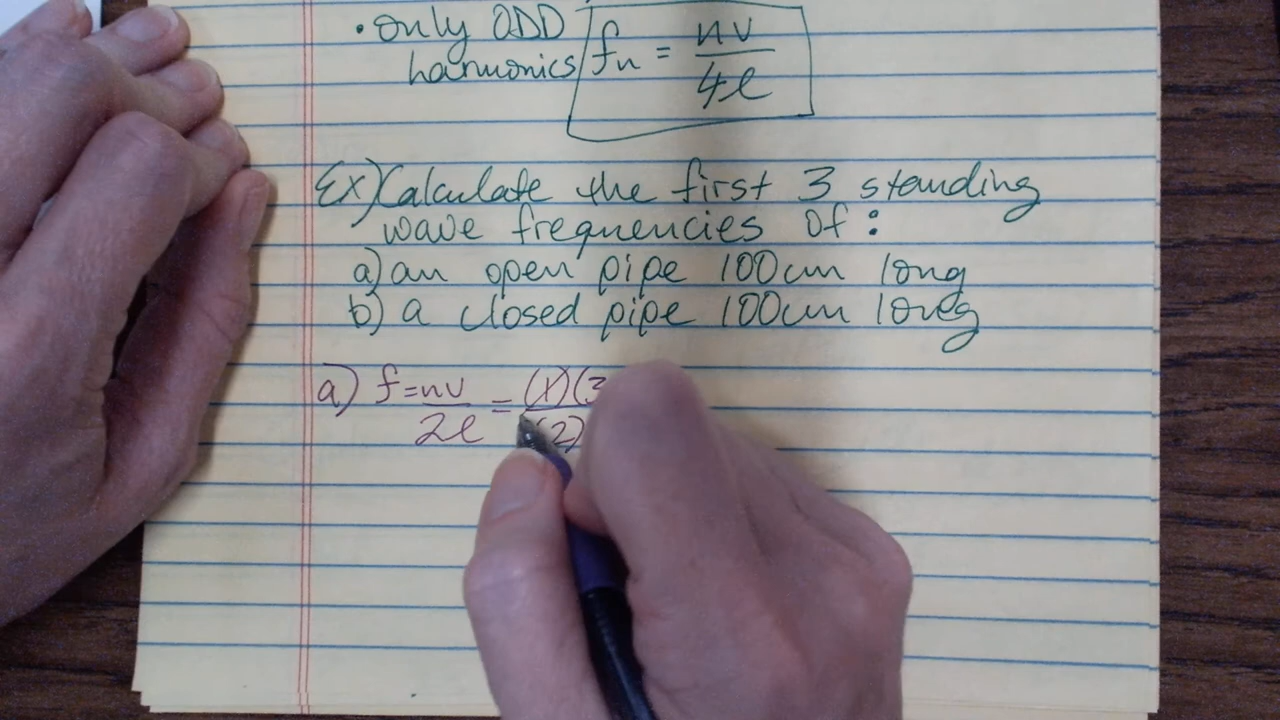 • only ODD fn = nv
harmonics 4l
Ex) Calculate the first 3 standing
wave frequencies of :
a) an open pipe 100cm long
b) a closed pipe 100cm long
a) f = nv = (1)(3
2l (2)